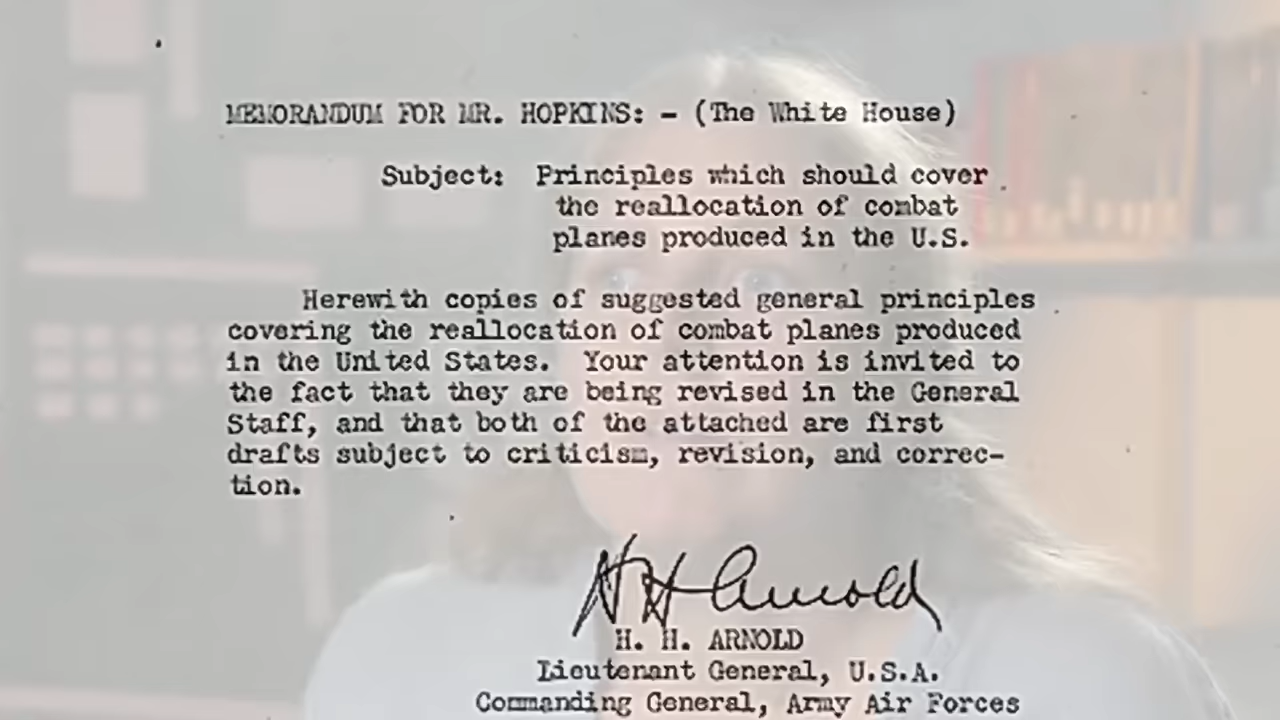 MEMORANDUM FOR MR. HOPKINS: - (The White House)
Subject: Principles which should cover
the reallocation of combat
planes produced in the U.S.
Herewith copies of suggested general principles
covering the reallocation of combat planes produced
in the United States. Your attention is invited to
the fact that they are being revised in the General
Staff, and that both of the attached are first
drafts subject to criticism, revision, and correc-
tion.
H H Arnold
H. H. ARNOLD
Lieutenant General, U.S.A.
Commanding General, Army Air Forces